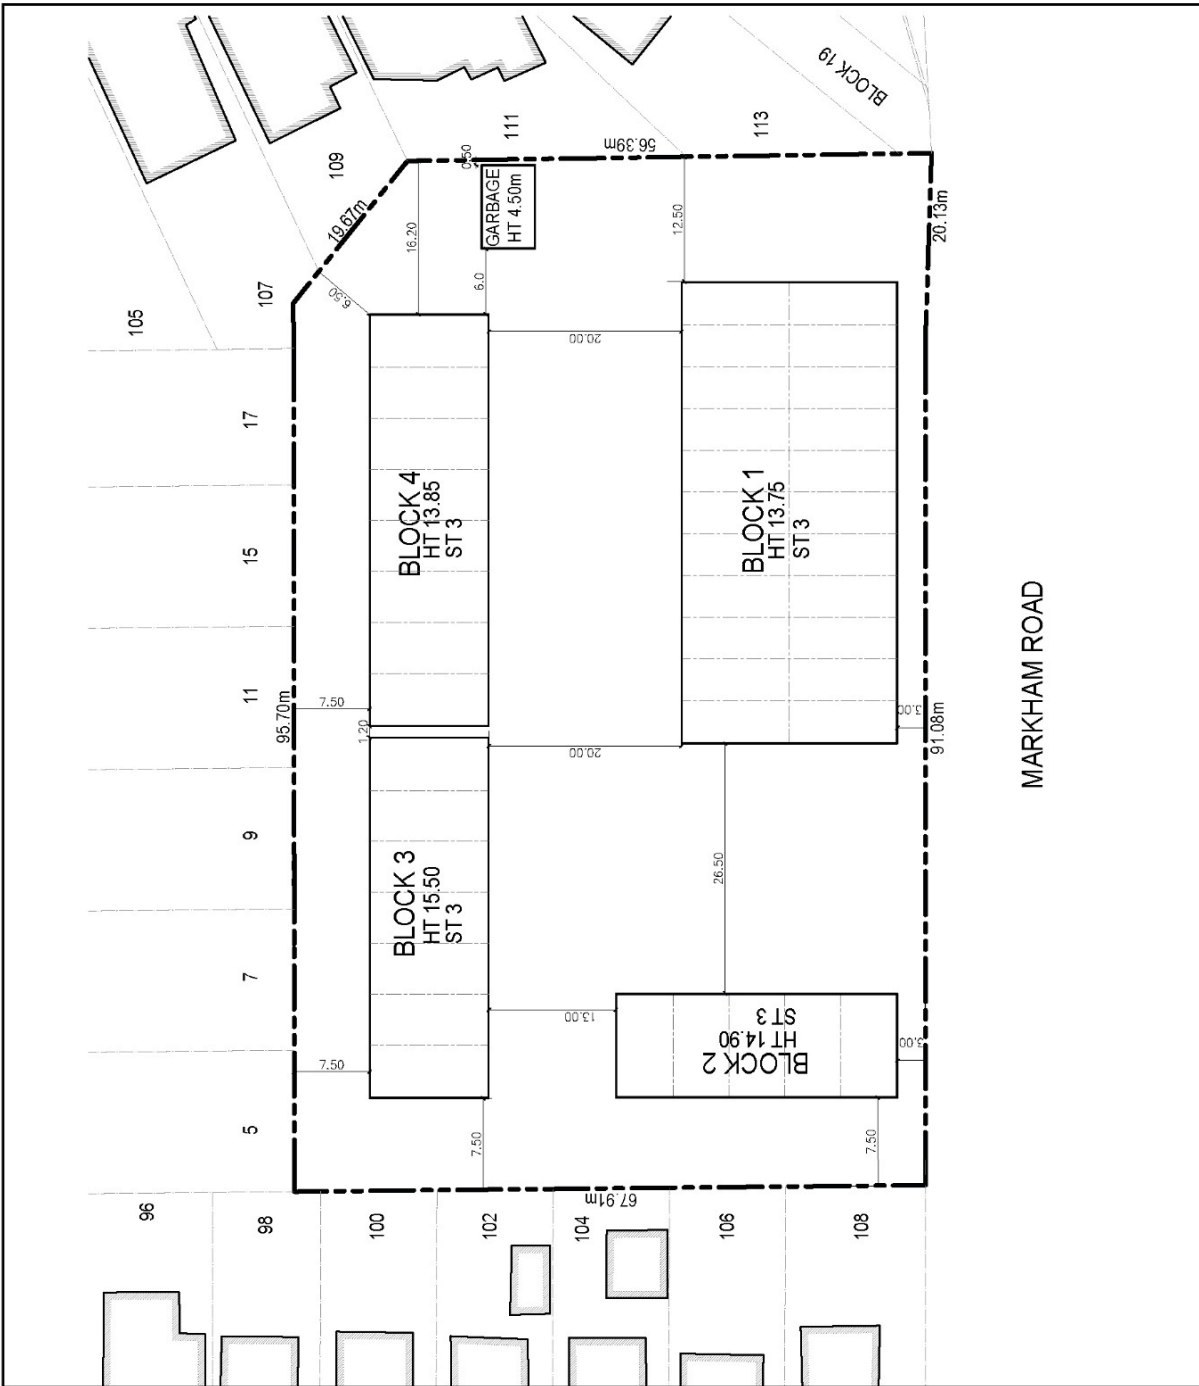 BLOCK 19
111
56.39m
113
109
0.50
19.67m
GARBAGE
HT 4.50m
16.20
12.50
20.13m
107
6.50
6.0
105
20.00
17
BLOCK 4
HT 13.85
ST 3
BLOCK 1
HT 13.75
ST 3
15
MARKHAM ROAD
11
95.70m
7.50
1.20
3.00
91.08m
20.00
9
BLOCK 3
HT 15.50
ST 3
26.50
7
13.00
BLOCK 2
HT 14.90
ST 3
3.00
7.50
5
7.50
7.50
67.91m
96
98
100
102
104
106
108